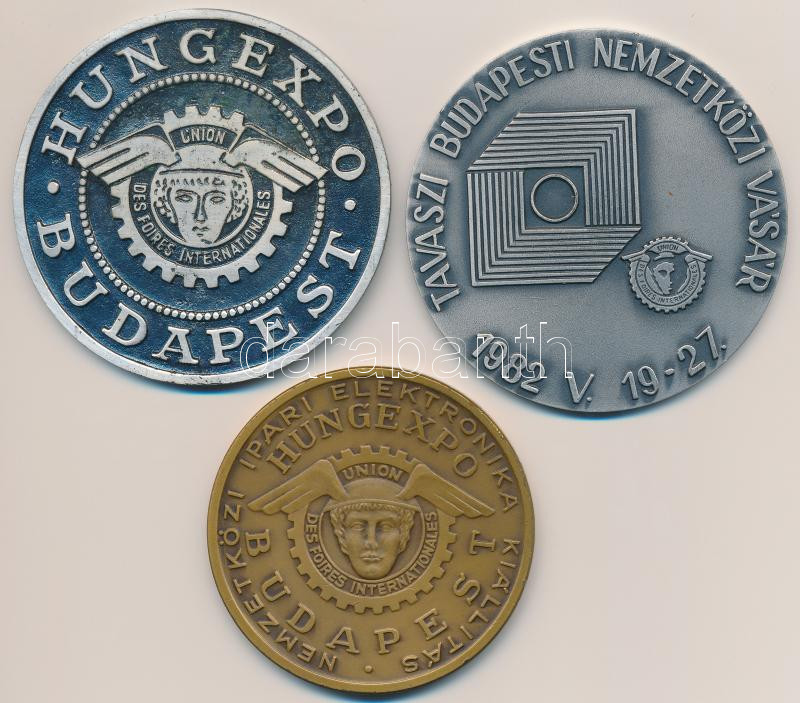 HUNGEXPO
· BUDAPEST ·
UNION
DES FOIRES INTERNATIONALES
TAVASZI BUDAPESTI NEMZETKÖZI VÁSÁR
1982 V. 19-27.
UNION
DES FOIRES INTERNATIONALES
darabanth
NEMZETKÖZI IPARI ELEKTRONIKA KIÁLLÍTÁS ·
HUNGEXPO
BUDAPEST
UNION
DES FOIRES INTERNATIONALES